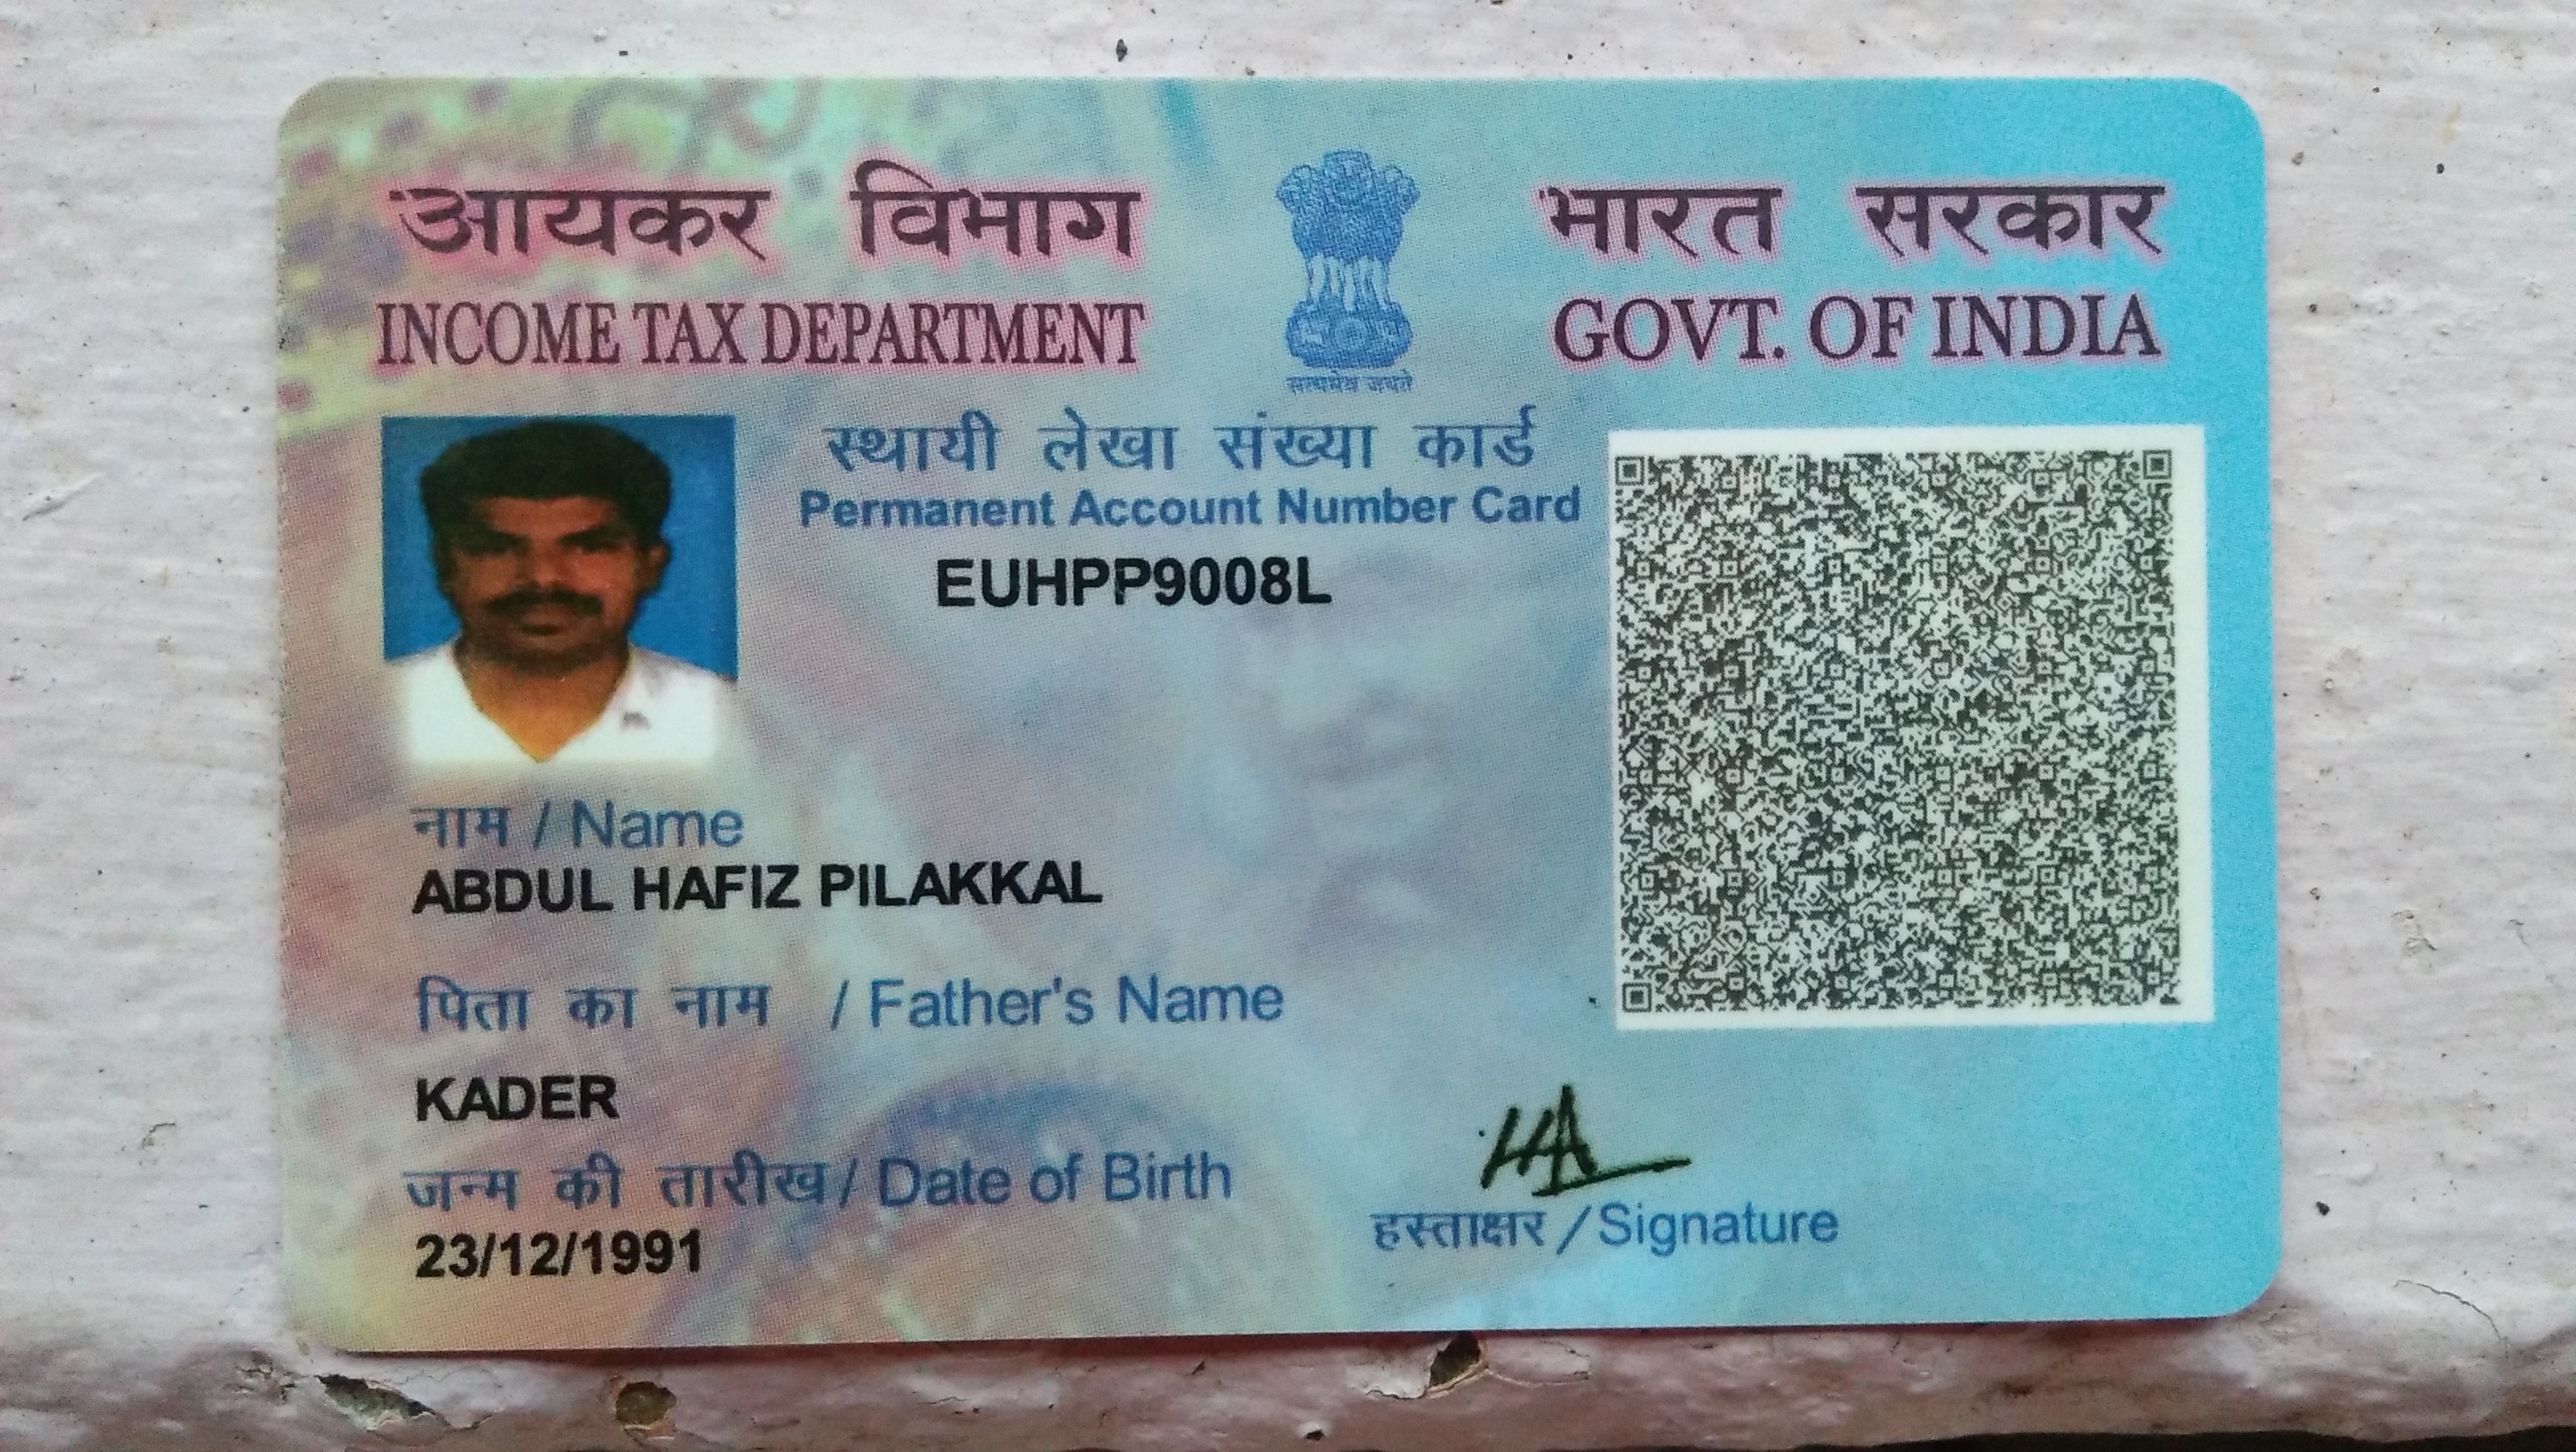 आयकर विभाग
INCOME TAX DEPARTMENT
सत्यमेव जयते
भारत सरकार
GOVT. OF INDIA
स्थायी लेखा संख्या कार्ड
Permanent Account Number Card
EUHPP9008L
नाम / Name
ABDUL HAFIZ PILAKKAL
पिता का नाम / Father's Name
KADER
जन्म की तारीख / Date of Birth
23/12/1991
हस्ताक्षर / Signature